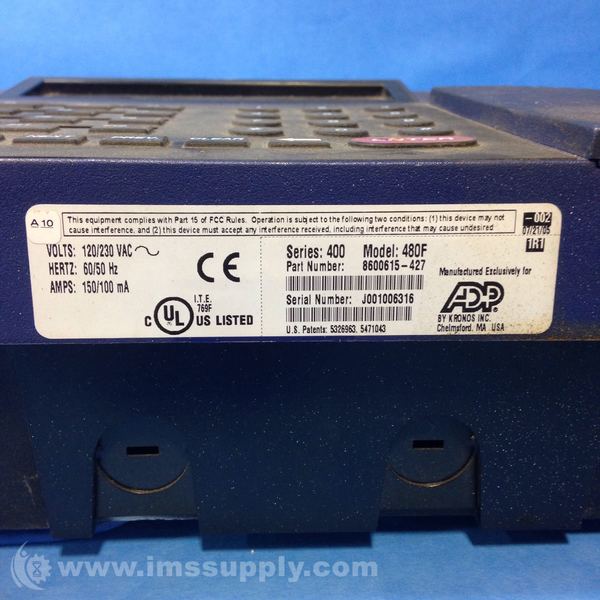 CLEAR
ENTER
A10
This equipment complies with Part 15 of FCC Rules. Operation is subject to the following two conditions: (1) this device may not
cause interference, and (2) this device must accept any interference received, including interference that may cause undesired
-002
07/21/05
1R1
VOLTS: 120/230 VAC
HERTZ: 60/50 Hz
AMPS: 150/100 mA
CE
I.T.E.
769F
C UL US LISTED
Series: 400 Model: 480F
Part Number: 8600615-427
Serial Number: J001006316
U.S. Patents: 5326963, 5471043
Manufactured Exclusively for
ADP
BY KRONOS INC.
Chelmsford, MA USA
www.imssupply.com